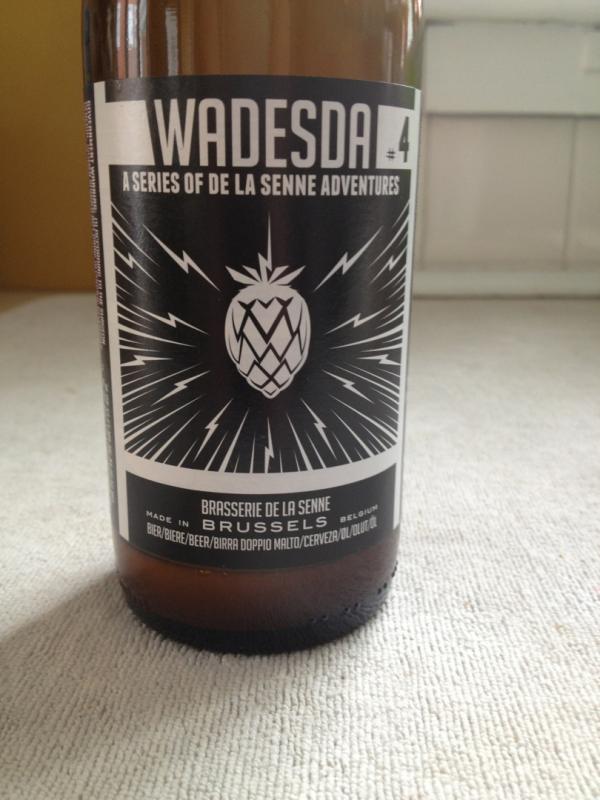 WADESDA #4
A SERIES OF DE LA SENNE ADVENTURES
BRASSERIE DE LA SENNE
MADE IN BRUSSELS BELGIUM
BIER/BIERE/BEER/BIRRA DOPPIO MALTO/CERVEZA/ØL/OLUT/ÖL